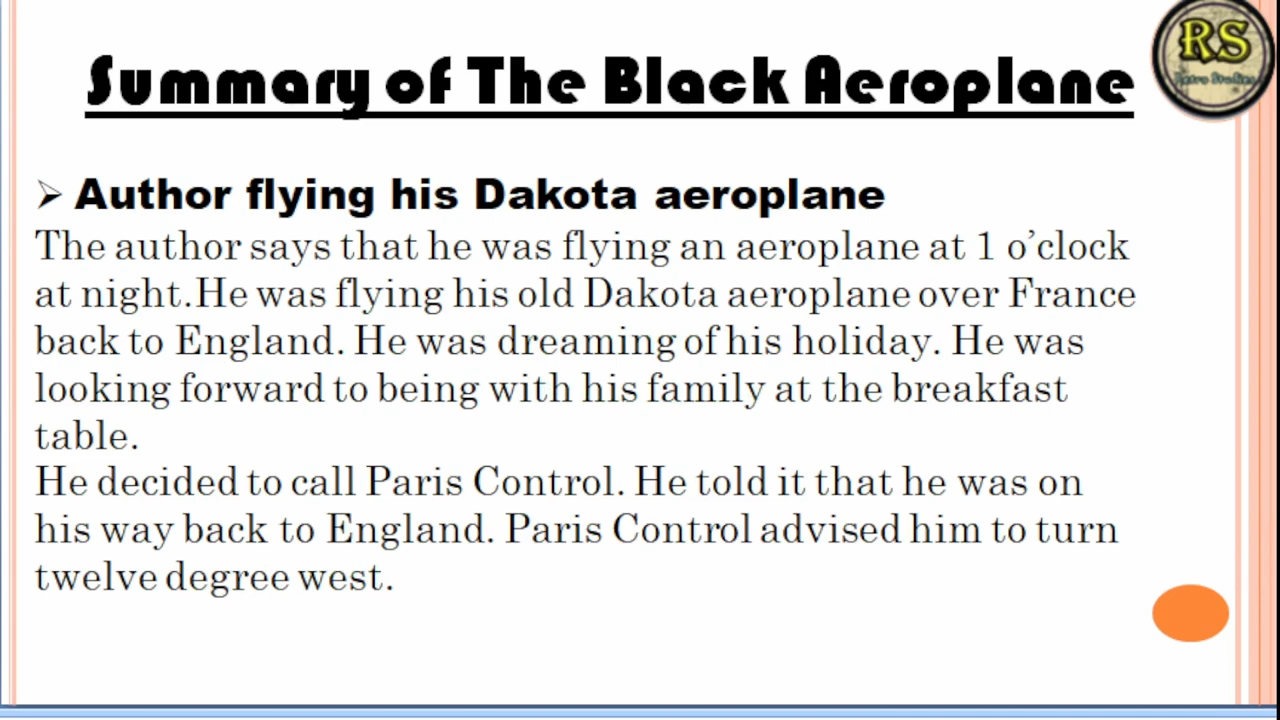 Summary of The Black Aeroplane
RS
Retro Studies
➢ Author flying his Dakota aeroplane
The author says that he was flying an aeroplane at 1 o’clock
at night.He was flying his old Dakota aeroplane over France
back to England. He was dreaming of his holiday. He was
looking forward to being with his family at the breakfast
table.
He decided to call Paris Control. He told it that he was on
his way back to England. Paris Control advised him to turn
twelve degree west.